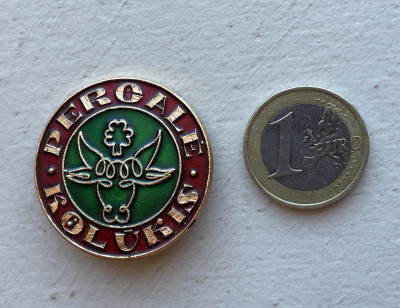 PERGALĖ
KOLŪKIS
1 EURO